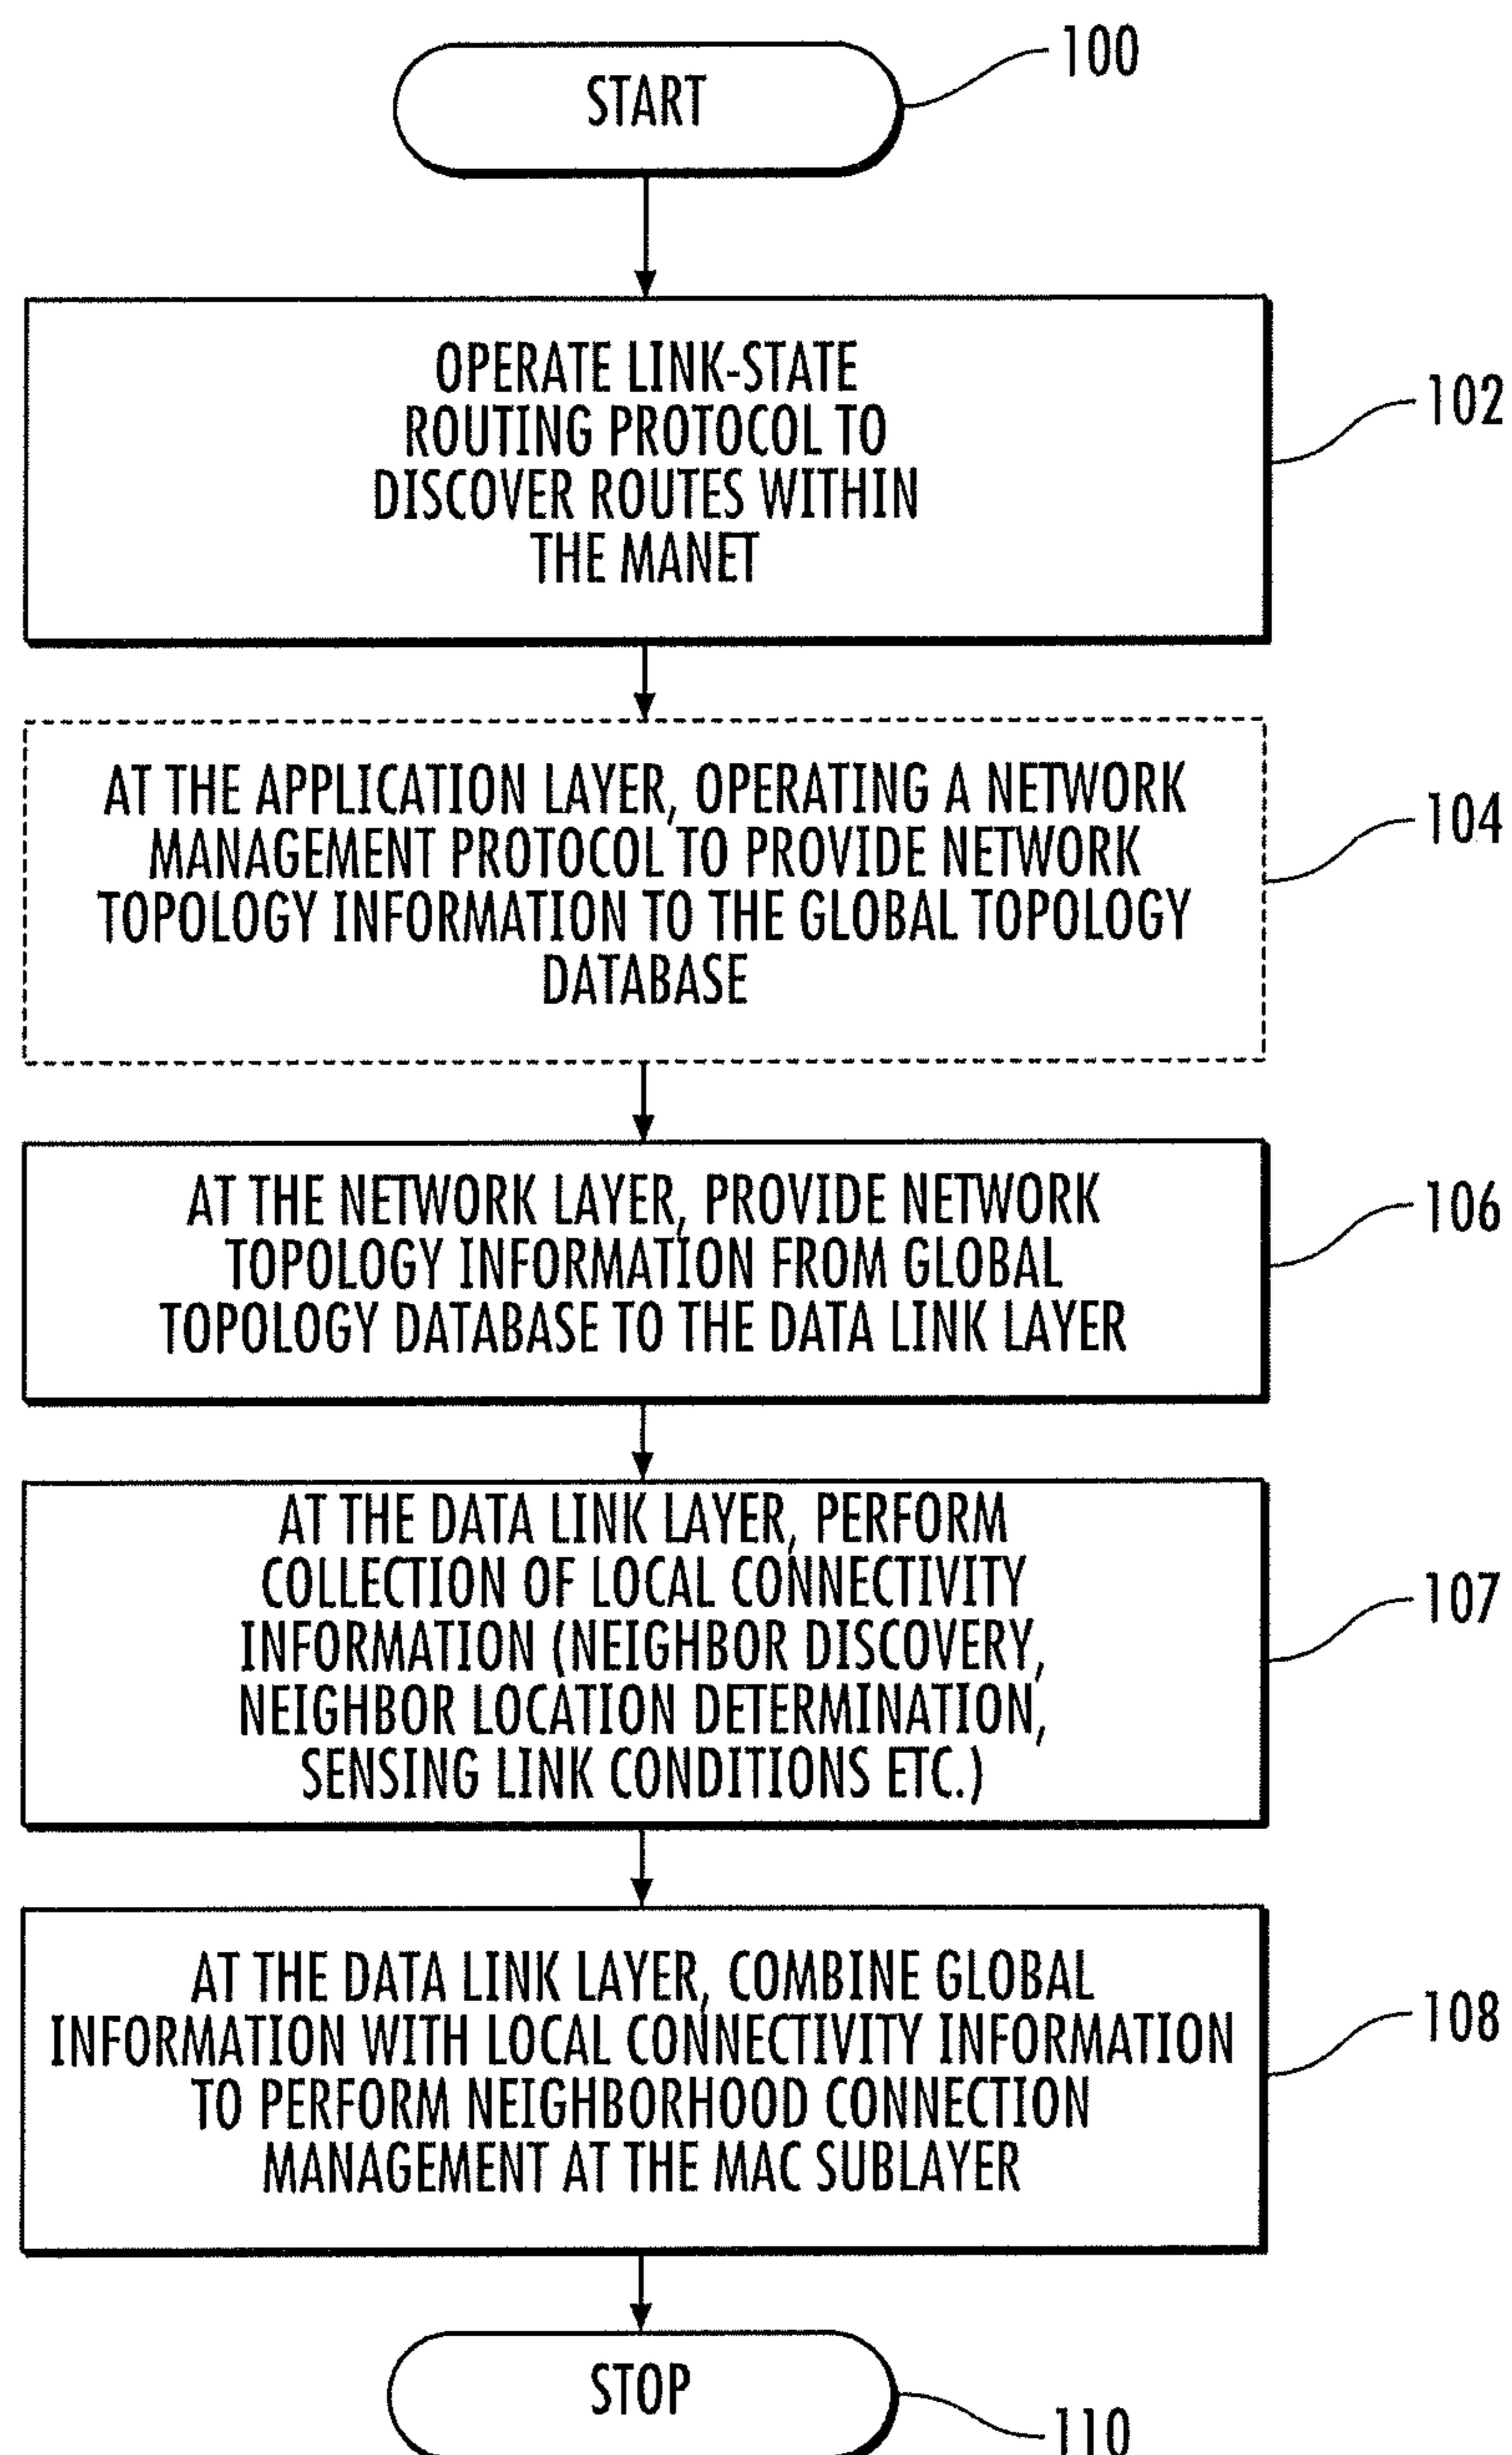 START
100
OPERATE LINK-STATE
ROUTING PROTOCOL TO
DISCOVER ROUTES WITHIN
THE MANET
102
AT THE APPLICATION LAYER, OPERATING A NETWORK
MANAGEMENT PROTOCOL TO PROVIDE NETWORK
TOPOLOGY INFORMATION TO THE GLOBAL TOPOLOGY
DATABASE
104
AT THE NETWORK LAYER, PROVIDE NETWORK
TOPOLOGY INFORMATION FROM GLOBAL
TOPOLOGY DATABASE TO THE DATA LINK LAYER
106
AT THE DATA LINK LAYER, PERFORM
COLLECTION OF LOCAL CONNECTIVITY
INFORMATION (NEIGHBOR DISCOVERY,
NEIGHBOR LOCATION DETERMINATION,
SENSING LINK CONDITIONS ETC.)
107
AT THE DATA LINK LAYER, COMBINE GLOBAL
INFORMATION WITH LOCAL CONNECTIVITY INFORMATION
TO PERFORM NEIGHBORHOOD CONNECTION
MANAGEMENT AT THE MAC SUBLAYER
108
STOP
110